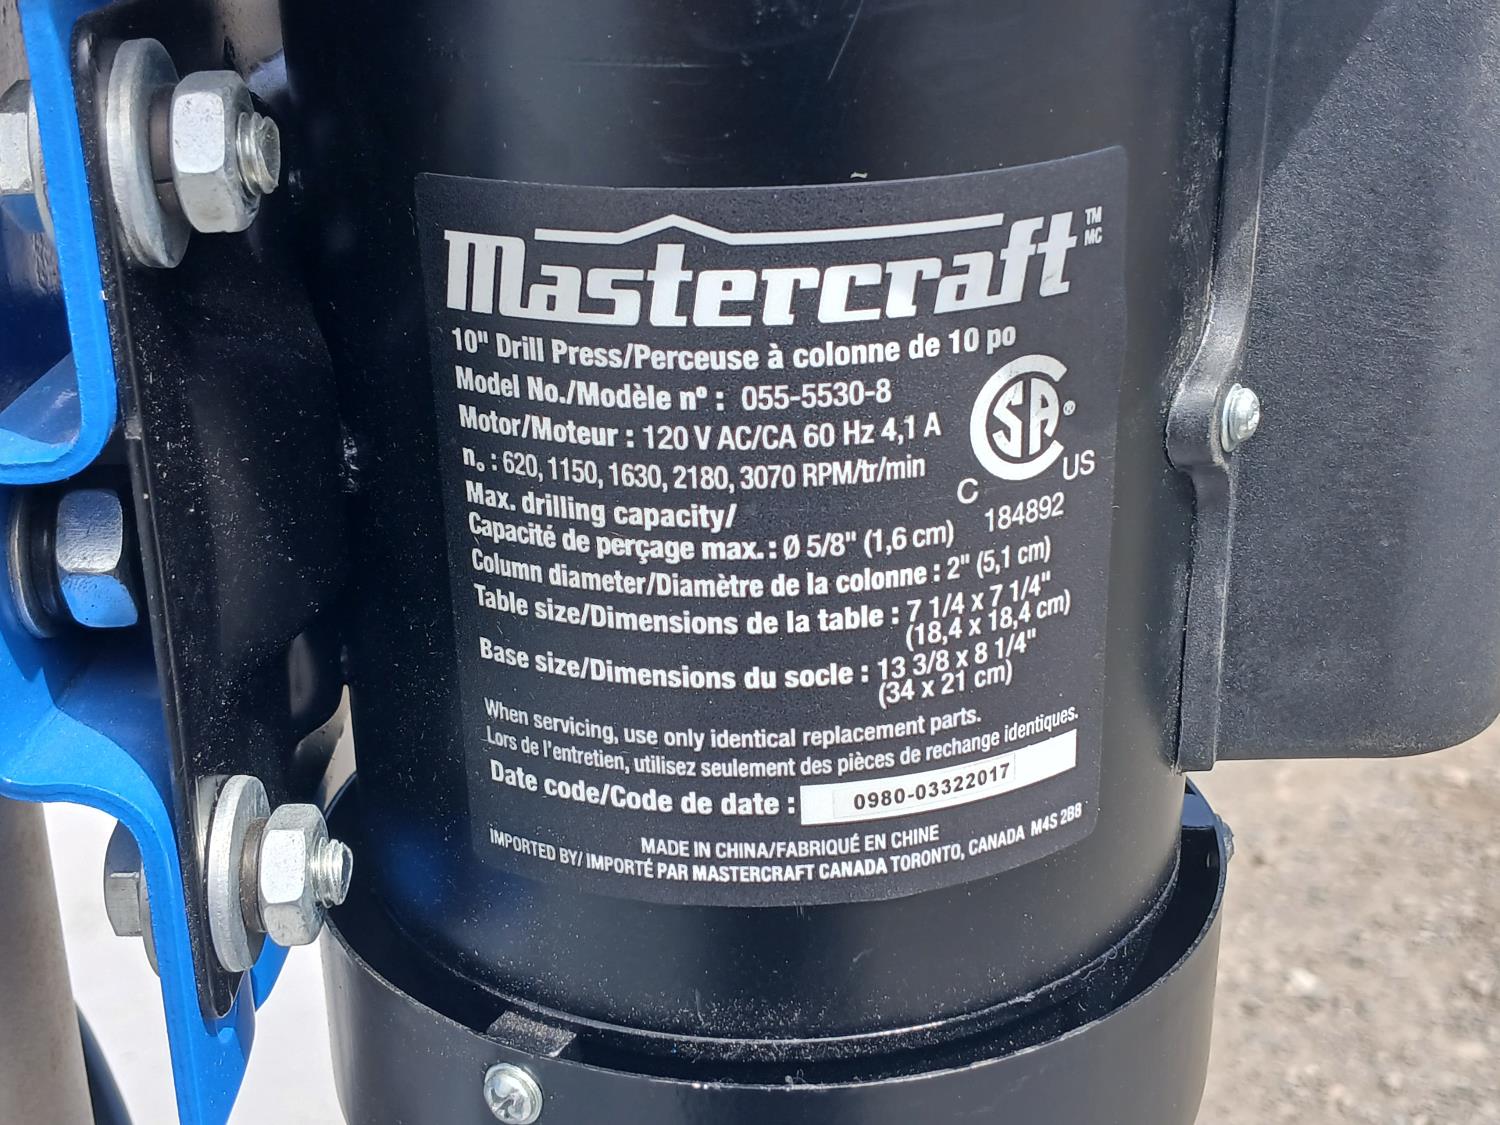 Mastercraft TM MC
10" Drill Press/Perceuse à colonne de 10 po
Model No./Modèle nº : 055-5530-8
Motor/Moteur : 120 V AC/CA 60 Hz 4,1 A
n。: 620, 1150, 1630, 2180, 3070 RPM/tr/min
CSA®
C US
184892
Max. drilling capacity/
Capacité de perçage max. : Ø 5/8" (1,6 cm)
Column diameter/Diamètre de la colonne : 2" (5,1 cm)
Table size/Dimensions de la table : 7 1/4 x 7 1/4"
(18,4 x 18,4 cm)
Base size/Dimensions du socle : 13 3/8 x 8 1/4"
(34 x 21 cm)
When servicing, use only identical replacement parts.
Lors de l'entretien, utilisez seulement des pièces de rechange identiques.
Date code/Code de date : 0980-03322017
MADE IN CHINA/FABRIQUÉ EN CHINE
IMPORTED BY/ IMPORTÉ PAR MASTERCRAFT CANADA TORONTO, CANADA M4S 2B8